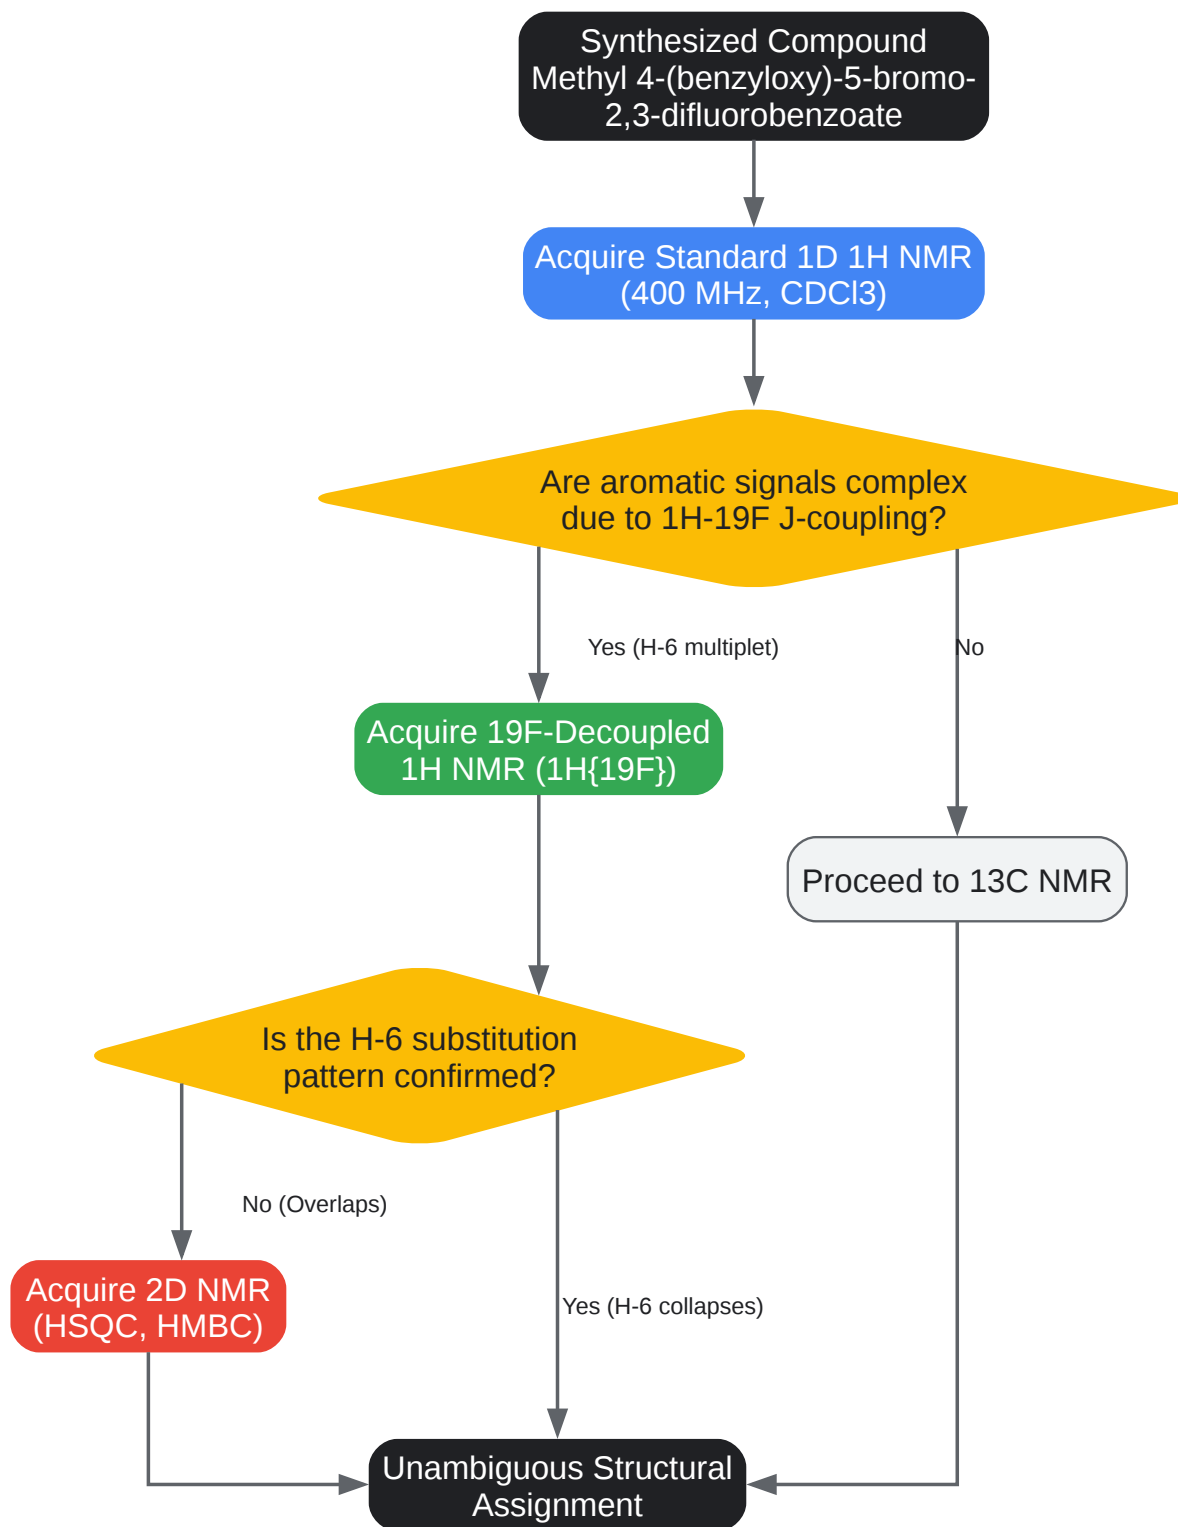 Synthesized Compound
Methyl 4-(benzyloxy)-5-bromo-
2,3-difluorobenzoate
Acquire Standard 1D 1H NMR
(400 MHz, CDCl3)
Are aromatic signals complex
due to 1H-19F J-coupling?
Yes (H-6 multiplet)
No
Acquire 19F-Decoupled
1H NMR (1H{19F})
Proceed to 13C NMR
Is the H-6 substitution
pattern confirmed?
No (Overlaps)
Acquire 2D NMR
(HSQC, HMBC)
Yes (H-6 collapses)
Unambiguous Structural
Assignment